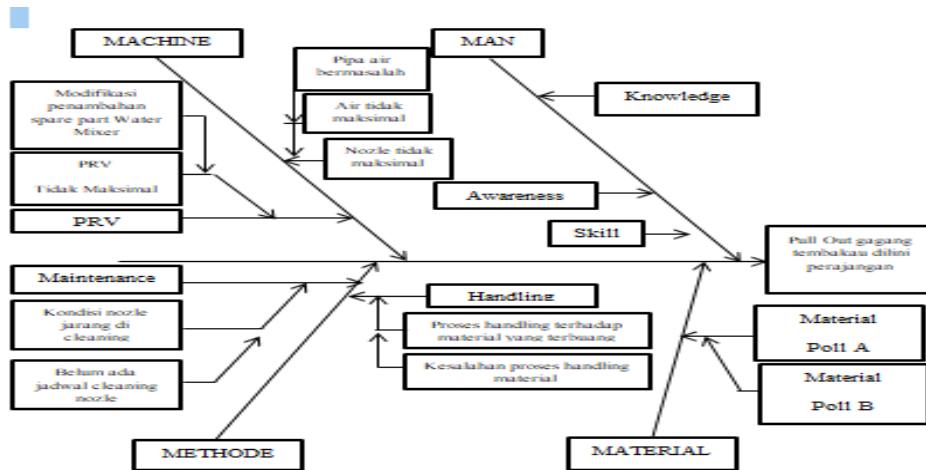 MACHINE
MAN
Pipa air
bermasalah
Modifikasi
penambahan
spare part Water
Mixer
Knowledge
Air tidak
maksimal
Nozle tidak
maksimal
PRV
Tidak Maksimal
Awareness
PRV
Skill
Pull Out gagang
tembakau dilini
perajangan
Maintenance
Handling
Kondisi nozle
jarang di
cleaning
Proses handling terhadap
material yang terbuang
Material
Poll A
Belum ada
jadwal cleaning
nozle
Kesalahan proses handling
material
Material
Poll B
METHODE
MATERIAL